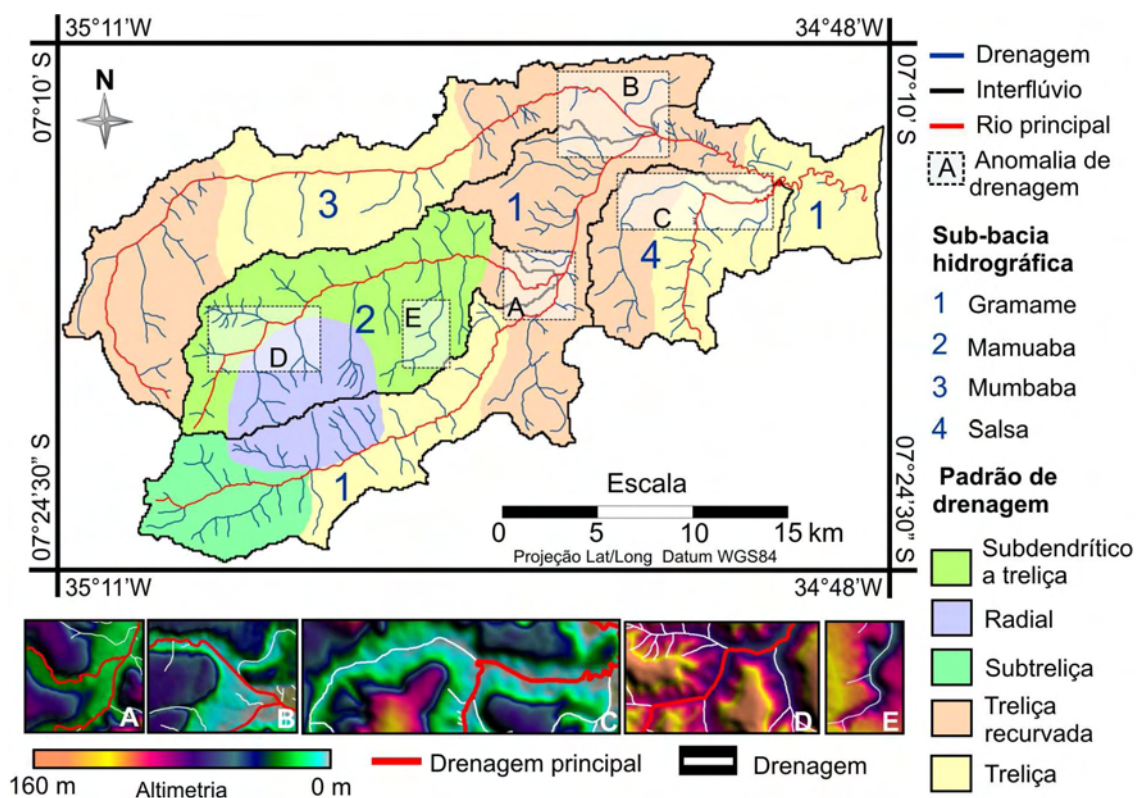 35°11'W
34°48'W
07°10' S
07°10' S
N
B
3
1
C
1
4
A
2
E
D
1
07°24'30” S
07°24'30” S
Escala
0 5 10 15 km
Projeção Lat/Long Datum WGS84
35°11'W
34°48'W
Drenagem
Interflúvio
Rio principal
A
Anomalia de
drenagem
Sub-bacia
hidrográfica
1 Gramame
2 Mamuaba
3 Mumbaba
4 Salsa
Padrão de
drenagem
Subdendrítico
a treliça
Radial
Subtreliça
Treliça
recurvada
Treliça
A
B
C
D
E
160 m Altimetria 0 m
Drenagem principal
Drenagem